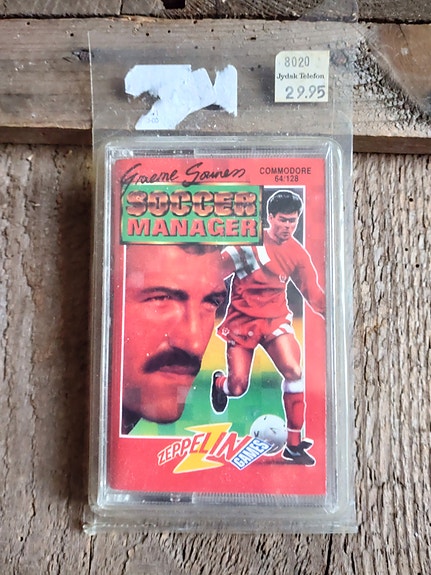 8020
Jydsk Telefon
29.95
Graeme Souness
COMMODORE
64/128
SOCCER
MANAGER
ZEPPELIN
GAMES